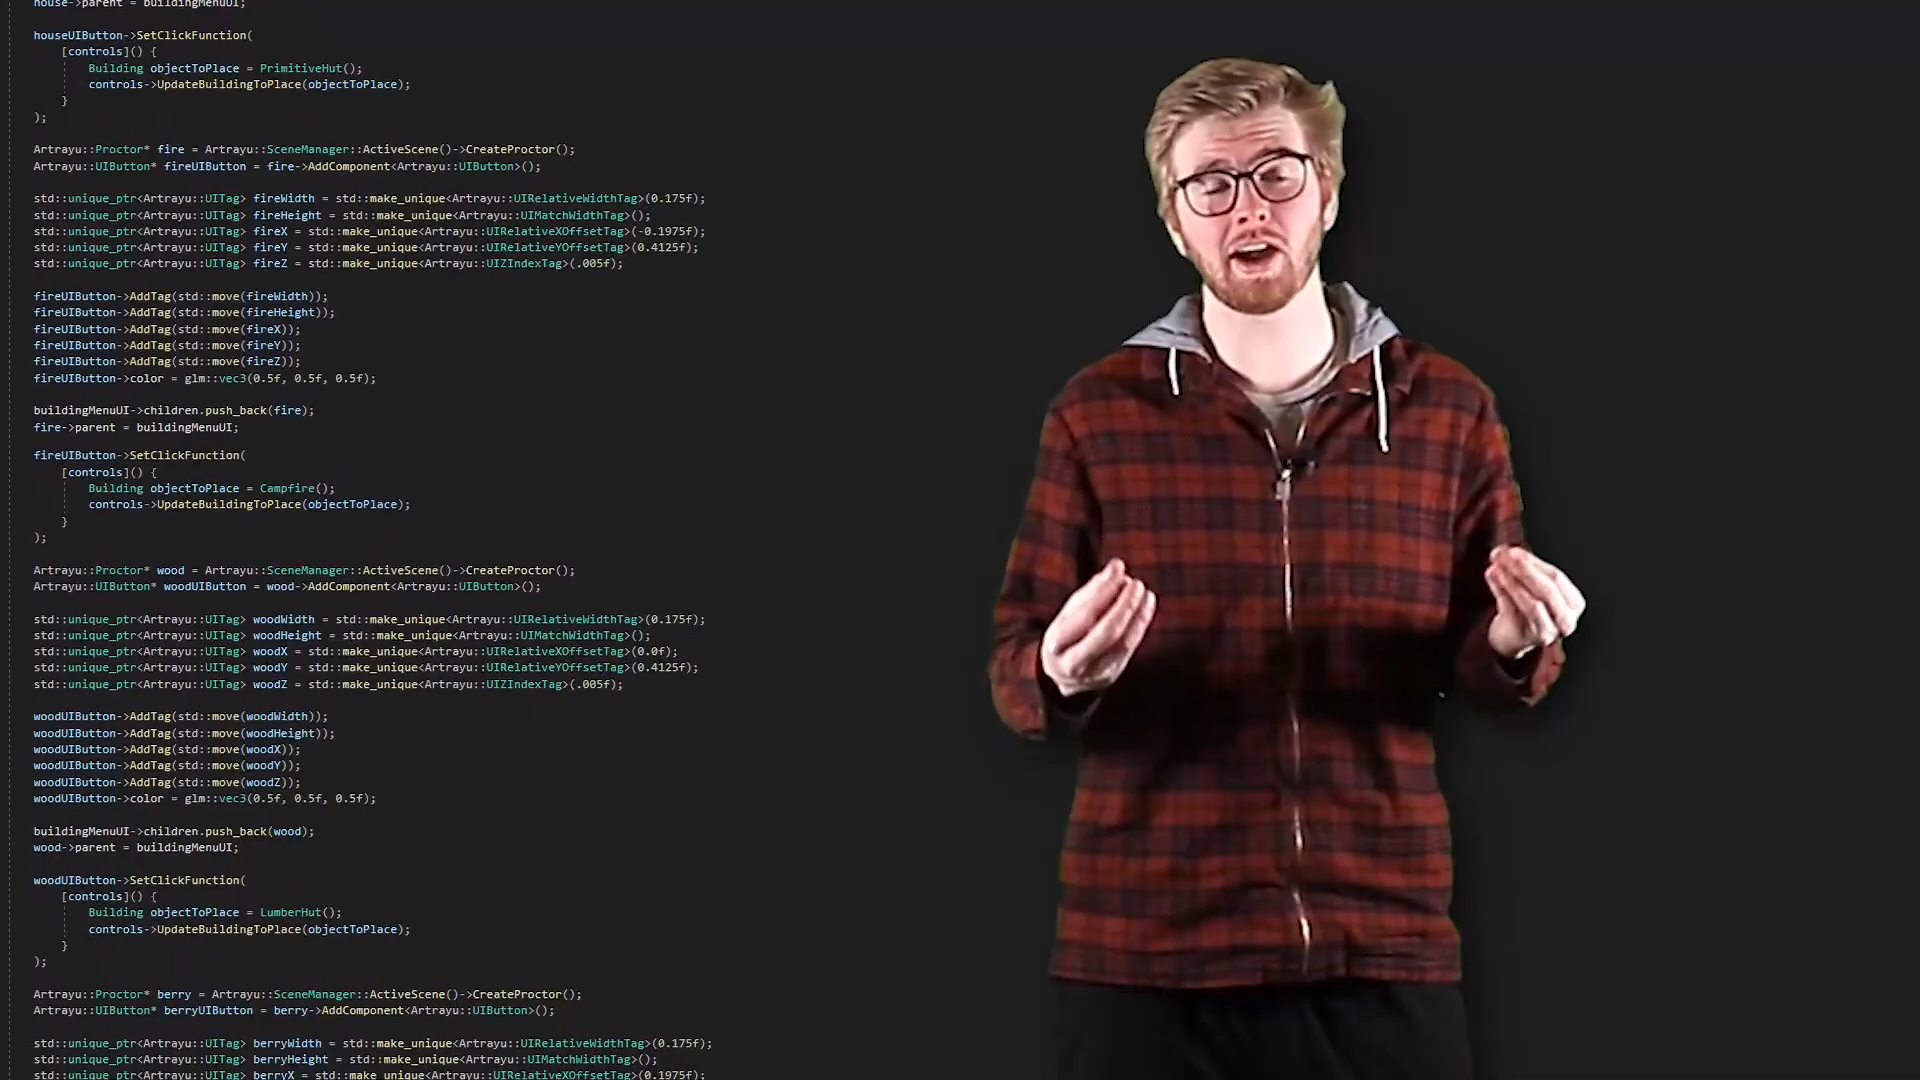 house->parent = buildingMenuUI;
houseUIButton->SetClickFunction(
[controls]() {
Building objectToPlace = PrimitiveHut();
controls->UpdateBuildingToPlace(objectToPlace);
}
);
Artrayu::Proctor* fire = Artrayu::SceneManager::ActiveScene()->CreateProctor();
Artrayu::UIButton* fireUIButton = fire->AddComponent<Artrayu::UIButton>();
std::unique_ptr<Artrayu::UITag> fireWidth = std::make_unique<Artrayu::UIRelativeWidthTag>(0.175f);
std::unique_ptr<Artrayu::UITag> fireHeight = std::make_unique<Artrayu::UIMatchWidthTag>();
std::unique_ptr<Artrayu::UITag> fireX = std::make_unique<Artrayu::UIRelativeXOffsetTag>(-0.1975f);
std::unique_ptr<Artrayu::UITag> fireY = std::make_unique<Artrayu::UIRelativeYOffsetTag>(0.4125f);
std::unique_ptr<Artrayu::UITag> fireZ = std::make_unique<Artrayu::UIZIndexTag>(.005f);
fireUIButton->AddTag(std::move(fireWidth));
fireUIButton->AddTag(std::move(fireHeight));
fireUIButton->AddTag(std::move(fireX));
fireUIButton->AddTag(std::move(fireY));
fireUIButton->AddTag(std::move(fireZ));
fireUIButton->color = glm::vec3(0.5f, 0.5f, 0.5f);
buildingMenuUI->children.push_back(fire);
fire->parent = buildingMenuUI;
fireUIButton->SetClickFunction(
[controls]() {
Building objectToPlace = Campfire();
controls->UpdateBuildingToPlace(objectToPlace);
}
);
Artrayu::Proctor* wood = Artrayu::SceneManager::ActiveScene()->CreateProctor();
Artrayu::UIButton* woodUIButton = wood->AddComponent<Artrayu::UIButton>();
std::unique_ptr<Artrayu::UITag> woodWidth = std::make_unique<Artrayu::UIRelativeWidthTag>(0.175f);
std::unique_ptr<Artrayu::UITag> woodHeight = std::make_unique<Artrayu::UIMatchWidthTag>();
std::unique_ptr<Artrayu::UITag> woodX = std::make_unique<Artrayu::UIRelativeXOffsetTag>(0.0f);
std::unique_ptr<Artrayu::UITag> woodY = std::make_unique<Artrayu::UIRelativeYOffsetTag>(0.4125f);
std::unique_ptr<Artrayu::UITag> woodZ = std::make_unique<Artrayu::UIZIndexTag>(.005f);
woodUIButton->AddTag(std::move(woodWidth));
woodUIButton->AddTag(std::move(woodHeight));
woodUIButton->AddTag(std::move(woodX));
woodUIButton->AddTag(std::move(woodY));
woodUIButton->AddTag(std::move(woodZ));
woodUIButton->color = glm::vec3(0.5f, 0.5f, 0.5f);
buildingMenuUI->children.push_back(wood);
wood->parent = buildingMenuUI;
woodUIButton->SetClickFunction(
[controls]() {
Building objectToPlace = LumberHut();
controls->UpdateBuildingToPlace(objectToPlace);
}
);
Artrayu::Proctor* berry = Artrayu::SceneManager::ActiveScene()->CreateProctor();
Artrayu::UIButton* berryUIButton = berry->AddComponent<Artrayu::UIButton>();
std::unique_ptr<Artrayu::UITag> berryWidth = std::make_unique<Artrayu::UIRelativeWidthTag>(0.175f);
std::unique_ptr<Artrayu::UITag> berryHeight = std::make_unique<Artrayu::UIMatchWidthTag>();
std::unique_ptr<Artrayu::UITag> berryX = std::make_unique<Artrayu::UIRelativeXOffsetTag>(0.1975f);